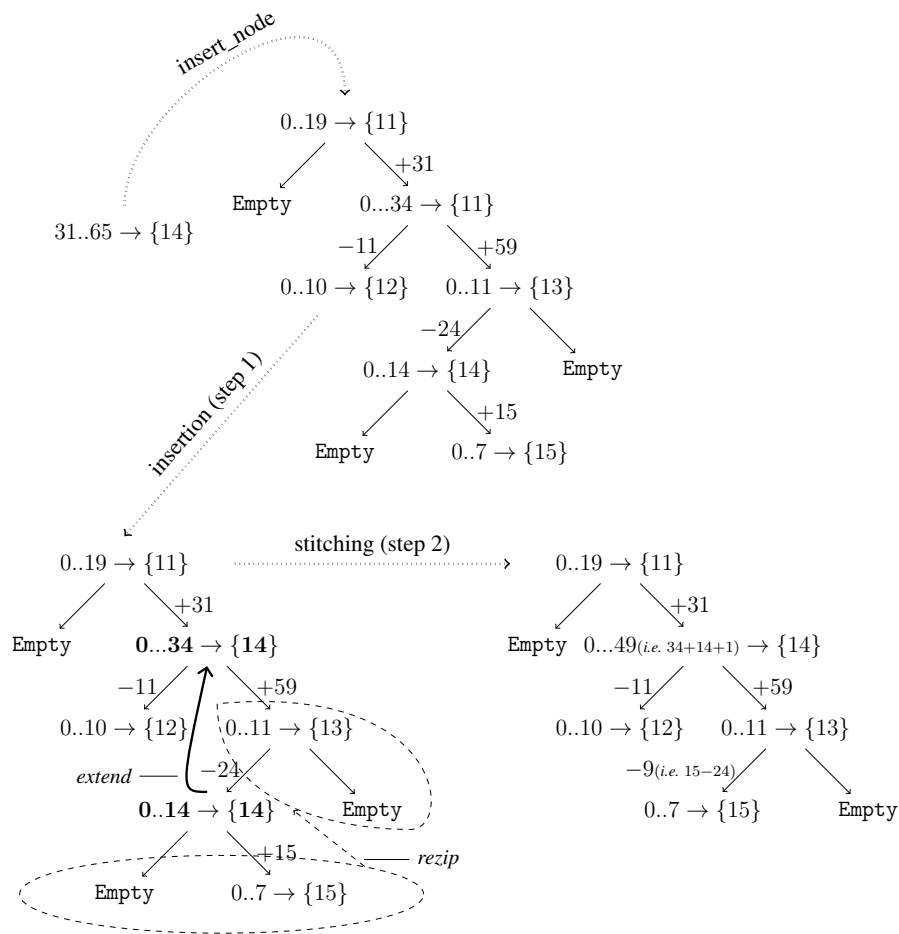 insert_node
0..19 → {11}
+31
Empty
0...34 → {11}
31..65 → {14}
−11
+59
0..10 → {12}
0..11 → {13}
−24
0..14 → {14}
Empty
+15
Empty
0..7 → {15}
insertion (step 1)
stitching (step 2)
0..19 → {11}
+31
Empty
0...34 → {14}
−11
+59
0..10 → {12}
0..11 → {13}
extend
−24
0..14 → {14}
Empty
+15
rezip
Empty
0..7 → {15}
0..19 → {11}
+31
Empty
0...49(i.e. 34+14+1) → {14}
−11
+59
0..10 → {12}
0..11 → {13}
−9(i.e. 15−24)
0..7 → {15}
Empty